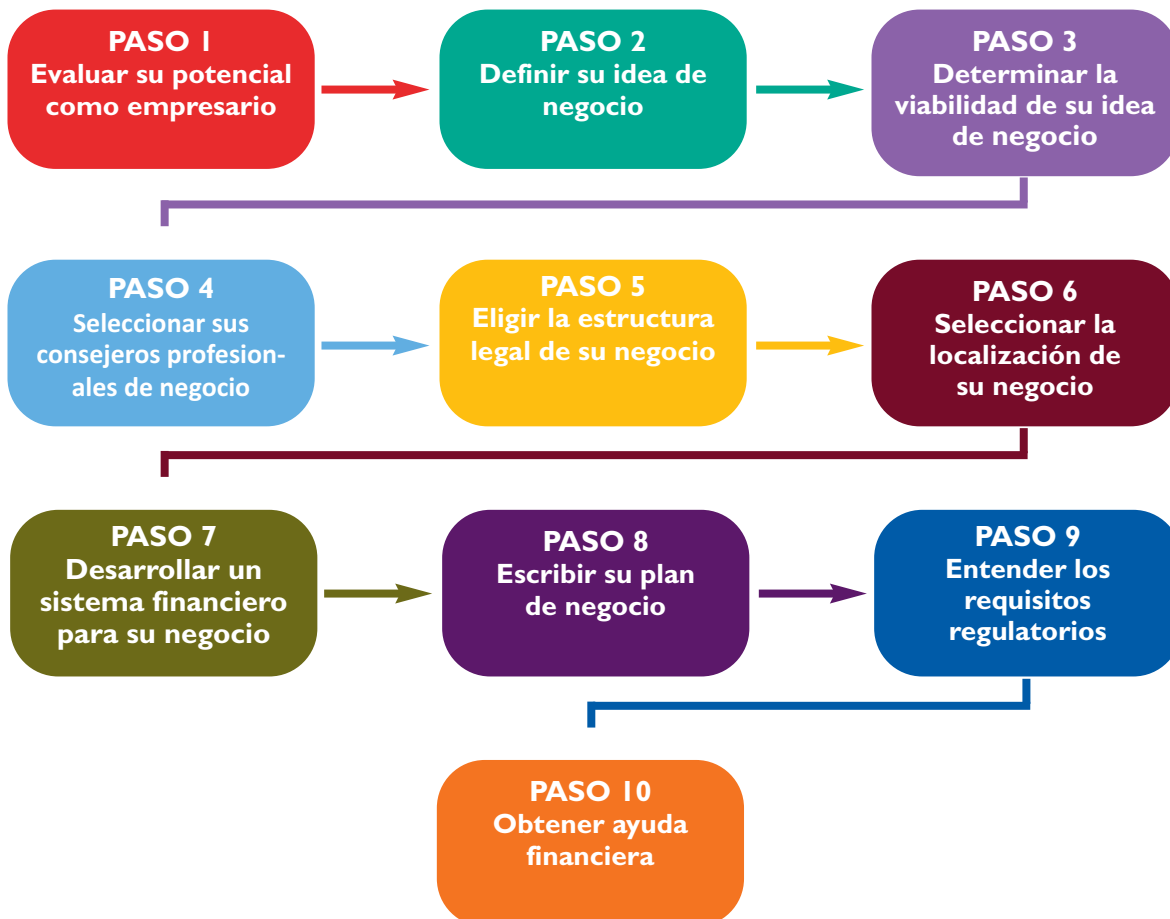 PASO 1
Evaluar su potencial
como empresario
PASO 2
Definir su idea de
negocio
PASO 3
Determinar la
viabilidad de su idea
de negocio
PASO 4
Seleccionar sus
consejeros profesion-
ales de negocio
PASO 5
Eligir la estructura
legal de su negocio
PASO 6
Seleccionar la
localización de
su negocio
PASO 7
Desarrollar un
sistema financiero
para su negocio
PASO 8
Escribir su plan
de negocio
PASO 9
Entender los
requisitos
regulatorios
PASO 10
Obtener ayuda
financiera